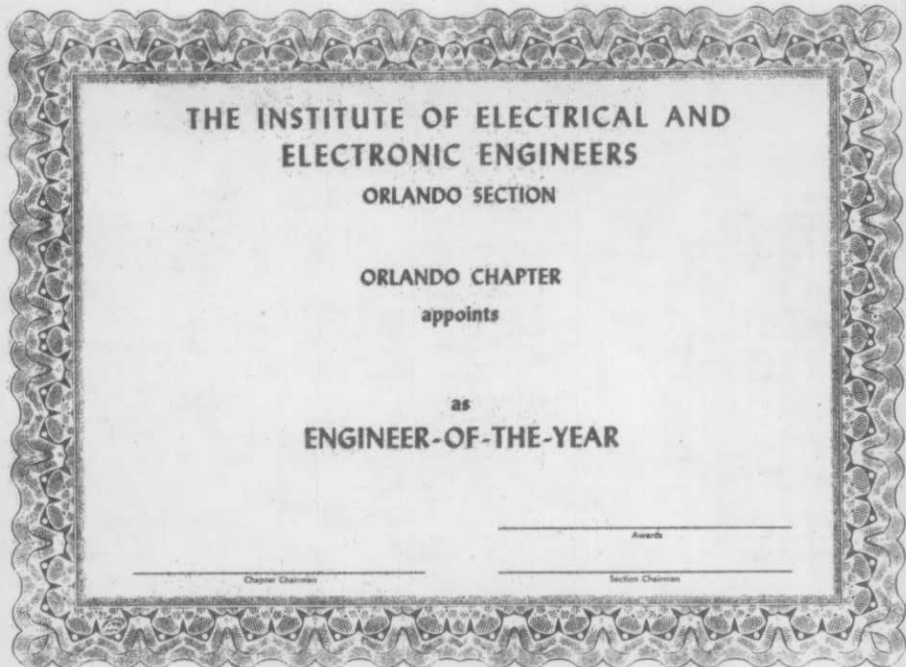 THE INSTITUTE OF ELECTRICAL AND
ELECTRONIC ENGINEERS
ORLANDO SECTION
ORLANDO CHAPTER
appoints
as
ENGINEER-OF-THE-YEAR
Awards
Chapter Chairman
Section Chairman